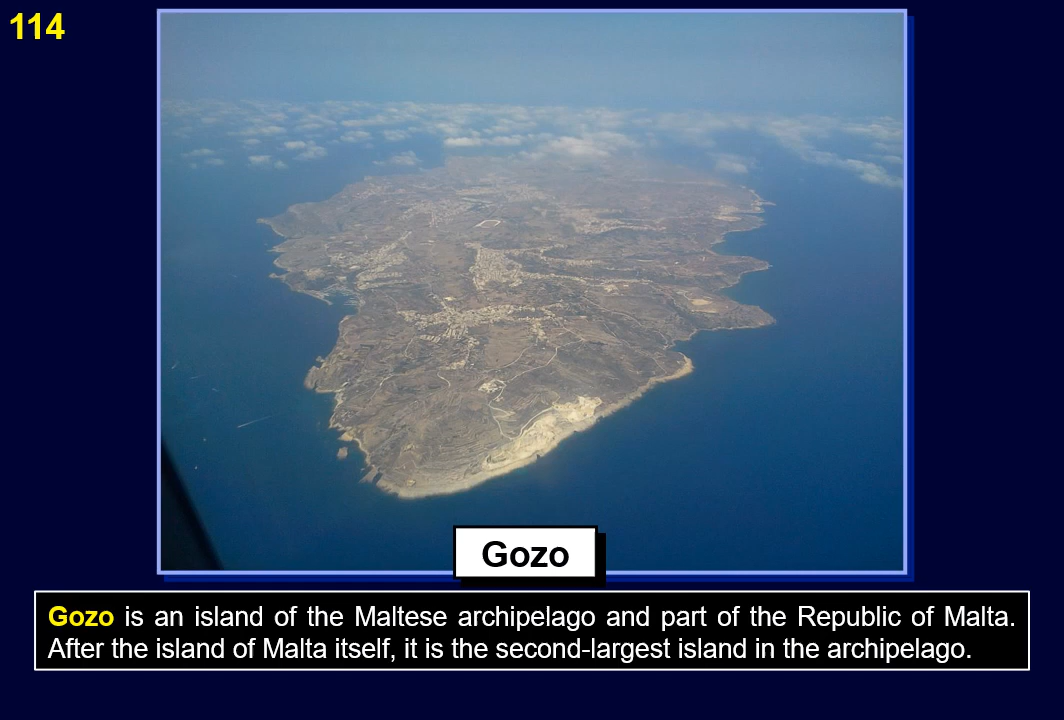 114
Gozo
Gozo is an island of the Maltese archipelago and part of the Republic of Malta.
After the island of Malta itself, it is the second-largest island in the archipelago.